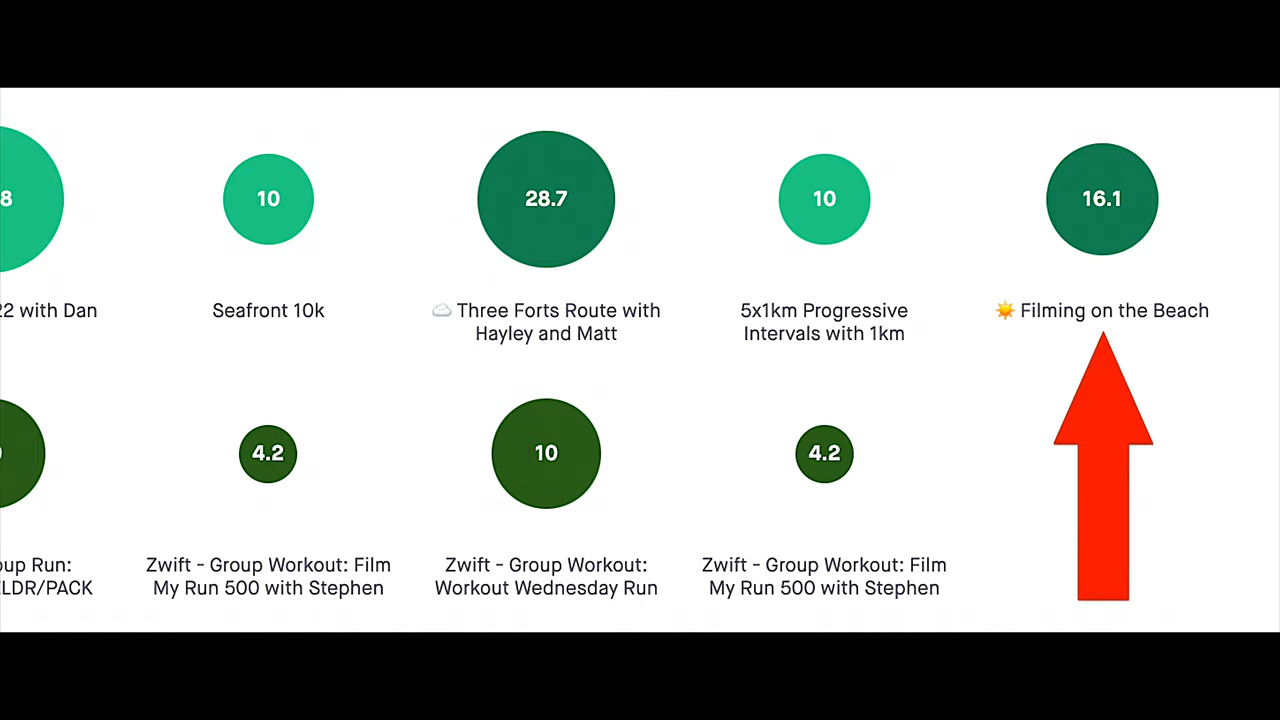 8
10
28.7
10
16.1
22 with Dan
Seafront 10k
☁️ Three Forts Route with
Hayley and Matt
5x1km Progressive
Intervals with 1km
☀️ Filming on the Beach
4.2
10
4.2
oup Run:
LDR/PACK
Zwift - Group Workout: Film
My Run 500 with Stephen
Zwift - Group Workout:
Workout Wednesday Run
Zwift - Group Workout: Film
My Run 500 with Stephen